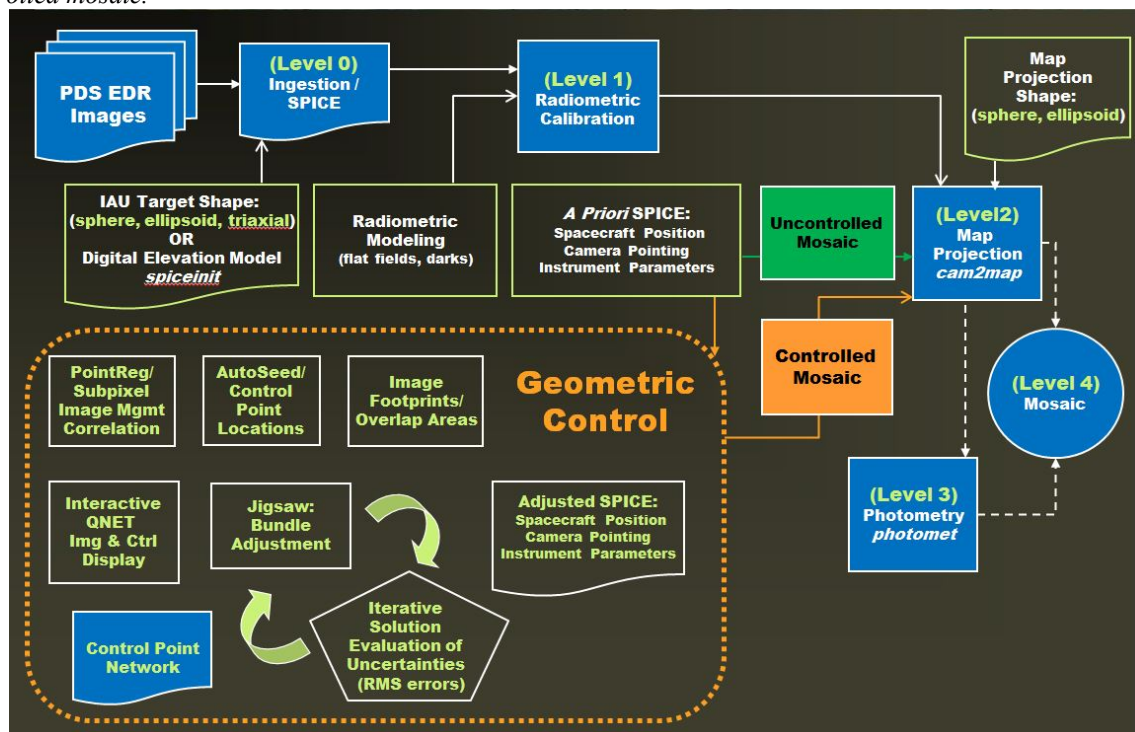 olled mosaic.
PDS EDR
Images
(Level 0)
Ingestion /
SPICE
(Level 1)
Radiometric
Calibration
Map
Projection
Shape:
(sphere, ellipsoid)
IAU Target Shape:
(sphere, ellipsoid, triaxial)
OR
Digital Elevation Model
spiceinit
Radiometric
Modeling
(flat fields, darks)
A Priori SPICE:
Spacecraft Position
Camera Pointing
Instrument Parameters
Uncontrolled
Mosaic
(Level2)
Map
Projection
cam2map
Controlled
Mosaic
(Level 4)
Mosaic
(Level 3)
Photometry
photomet
Geometric
Control
PointReg/
Subpixel
Image Mgmt
Correlation
AutoSeed/
Control
Point
Locations
Image
Footprints/
Overlap Areas
Interactive
QNET
Img & Ctrl
Display
Jigsaw:
Bundle
Adjustment
Adjusted SPICE:
Spacecraft Position
Camera Pointing
Instrument Parameters
Iterative
Solution
Evaluation of
Uncertainties
(RMS errors)
Control Point
Network